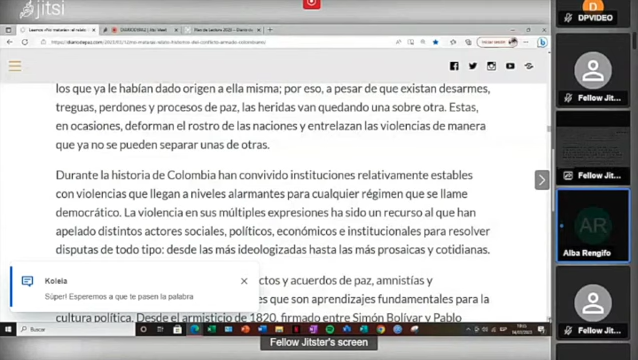 jitsi
DPVIDEO
Fellow Jit...
los que ya le habían dado origen a ella misma; por eso, a pesar de que existan desarmes,
treguas, perdones y procesos de paz, las heridas van quedando una sobre otra. Estas,
en ocasiones, deforman el rostro de las naciones y entrelazan las violencias de manera
que ya no se pueden separar unas de otras.
Fellow Jit...
Durante la historia de Colombia han convivido instituciones relativamente estables
con violencias que llegan a niveles alarmantes para cualquier régimen que se llame
democrático. La violencia en sus múltiples expresiones ha sido un recurso al que han
apelado distintos actores sociales, políticos, económicos e institucionales para resolver
disputas de todo tipo: desde las más ideologizadas hasta las más prosaicas y cotidianas.
AR
Alba Rengifo
Koleia
Súper! Esperemos a que te pasen la palabra
ctos y acuerdos de paz, amnistías y
es que son aprendizajes fundamentales para la
cultura política. Desde el armisticio de 1820, firmado entre Simón Bolívar y Pablo
Buscar
Fellow Jitster's screen
Fellow Jit...